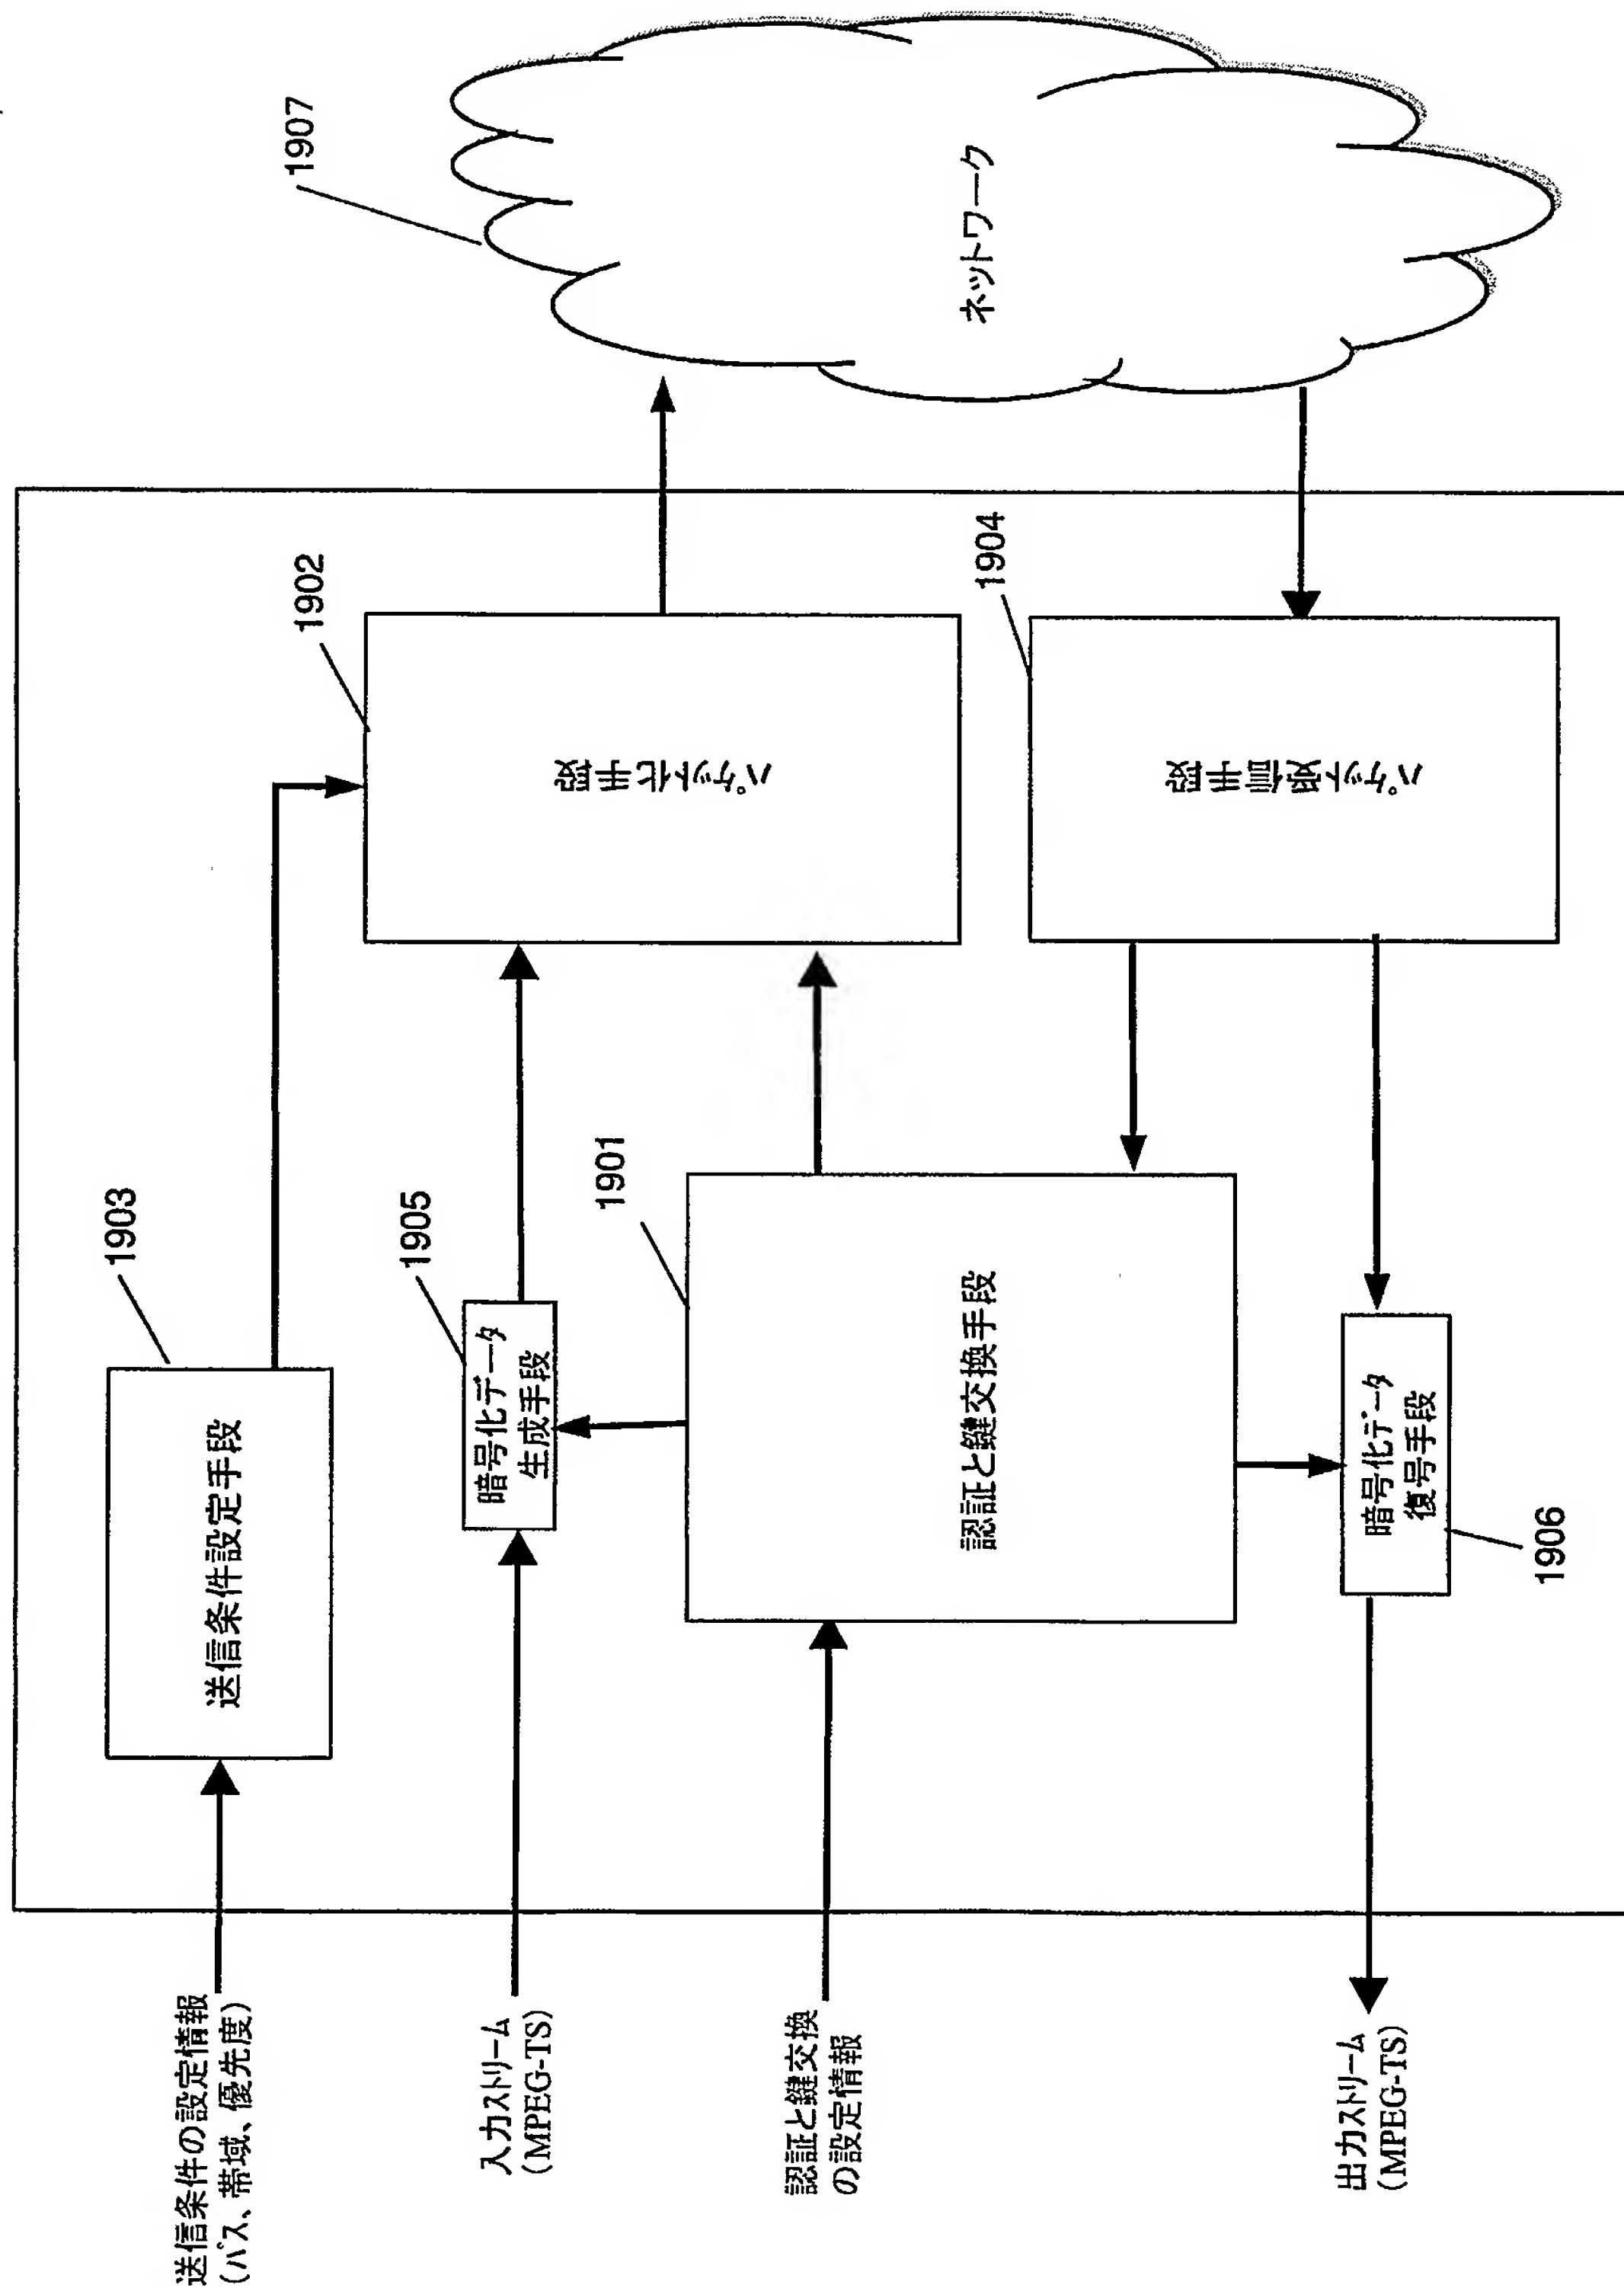 送信条件の設定情報
(パス、帯域、優先度)
1903
送信条件設定手段
入力ストリーム
(MPEG-TS)
1905
暗号化データ
生成手段
認証と鍵交換
の設定情報
1901
認証と鍵交換手段
出力ストリーム
(MPEG-TS)
暗号化データ
復号手段
1906
1902
パケット化手段
1904
パケット受信手段
1907
ネットワーク